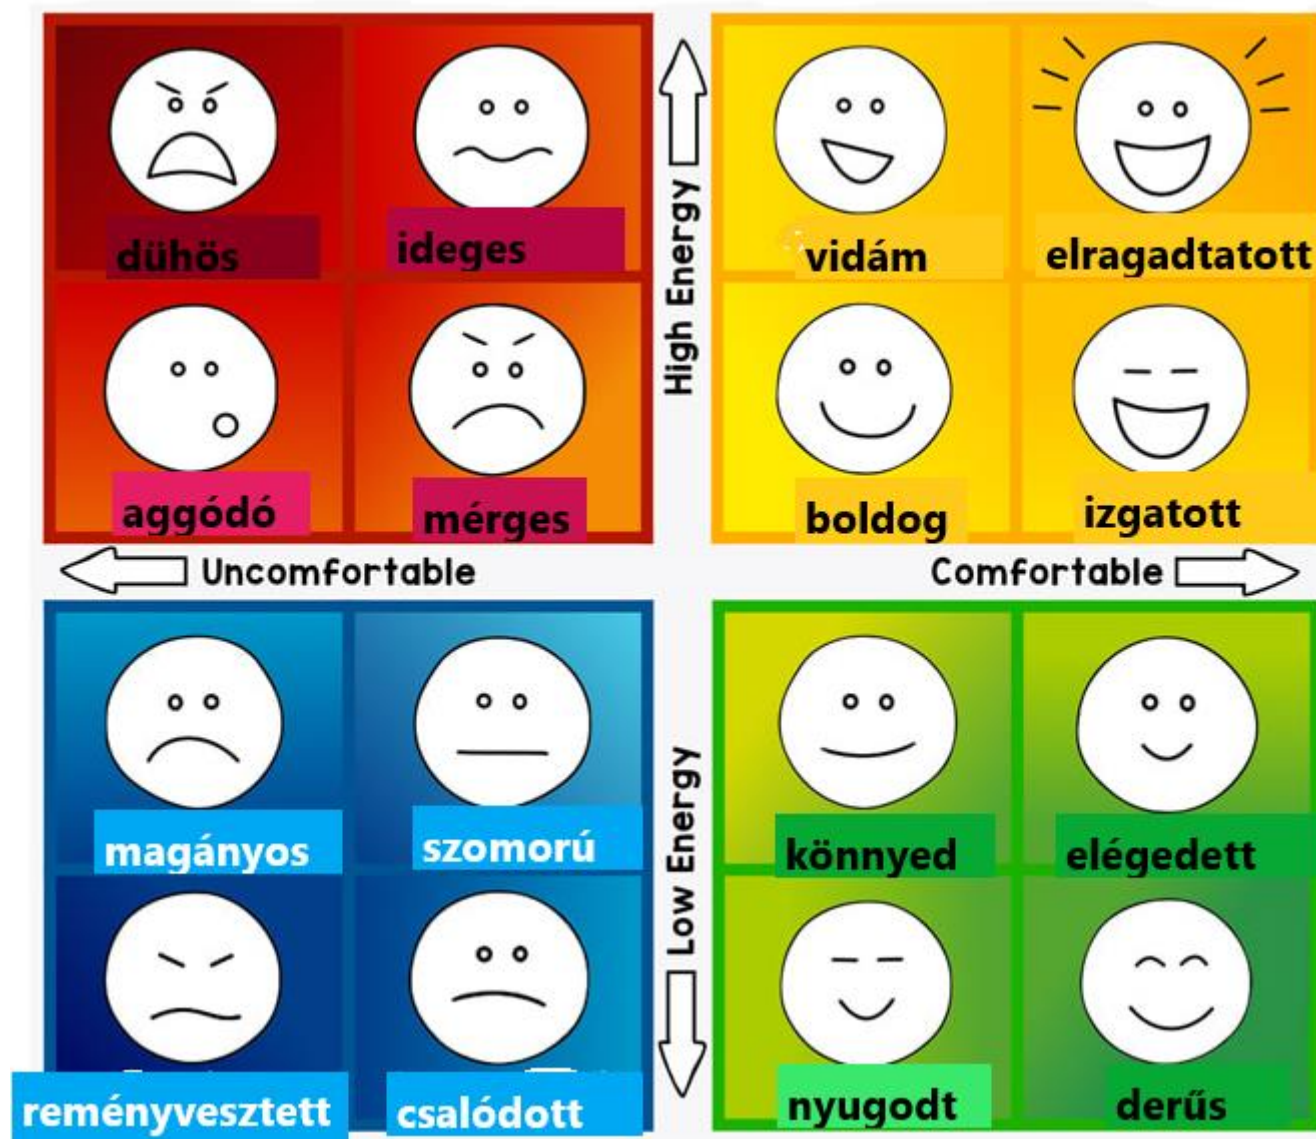 dühös
ideges
vidám
elragadtatott
High Energy
aggódó
mérges
boldog
izgatott
Uncomfortable
Comfortable
magányos
szomorú
könnyed
elégedett
Low Energy
reményvesztett
csalódott
nyugodt
derűs